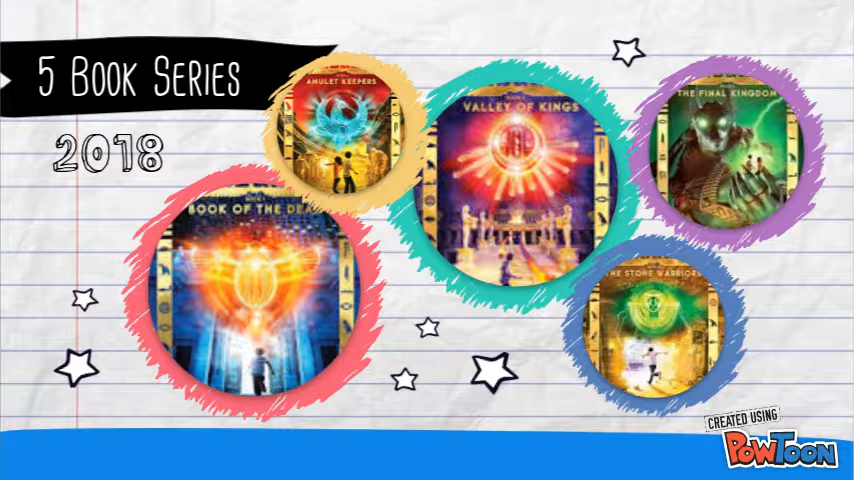 5 Book Series
2018
AMULET KEEPERS
VALLEY OF KINGS
THE FINAL KINGDOM
BOOK OF THE DEA
THE STONE WARRIORS
CREATED USING
POWTOON